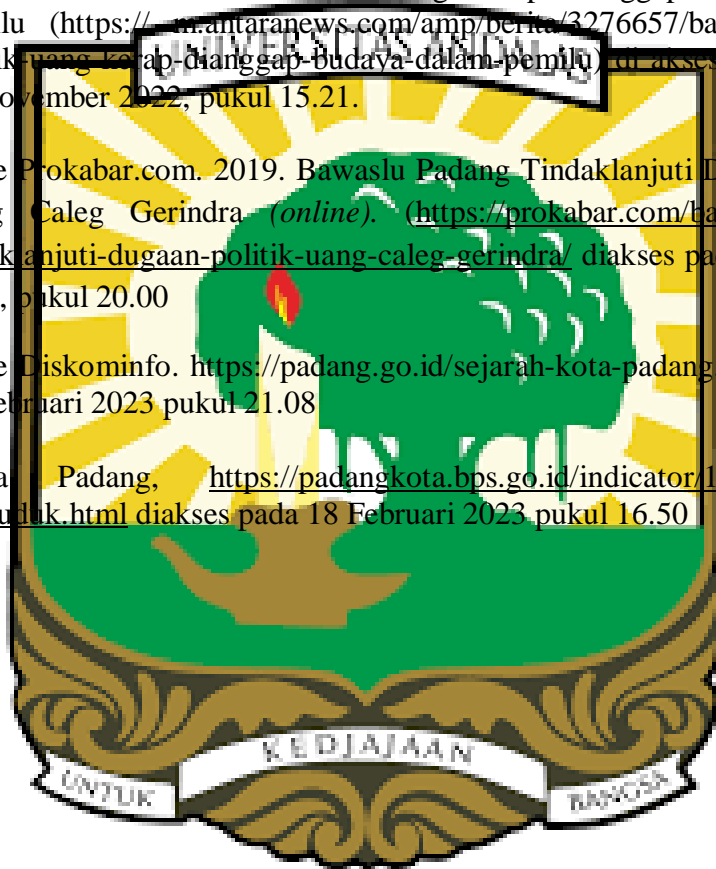 lu (https:// m.antaranews.com/amp/berita/3276657/ba
UNIVERSITAS ANDALAS
k-uang-kerap-dianggap-budaya-dalam-pemilu) di akses
ovember 2022, pukul 15.21.
e Prokabar.com. 2019. Bawaslu Padang Tindaklanjuti D
g Caleg Gerindra (online). (https://prokabar.com/ba
klanjuti-dugaan-politik-uang-caleg-gerindra/ diakses pa
, pukul 20.00
e Diskominfo. https://padang.go.id/sejarah-kota-padang
ebruari 2023 pukul 21.08
a Padang, https://padangkota.bps.go.id/indicator/1
uduk.html diakses pada 18 Februari 2023 pukul 16.50
KEDJAJAAN
UNTUK BANGSA